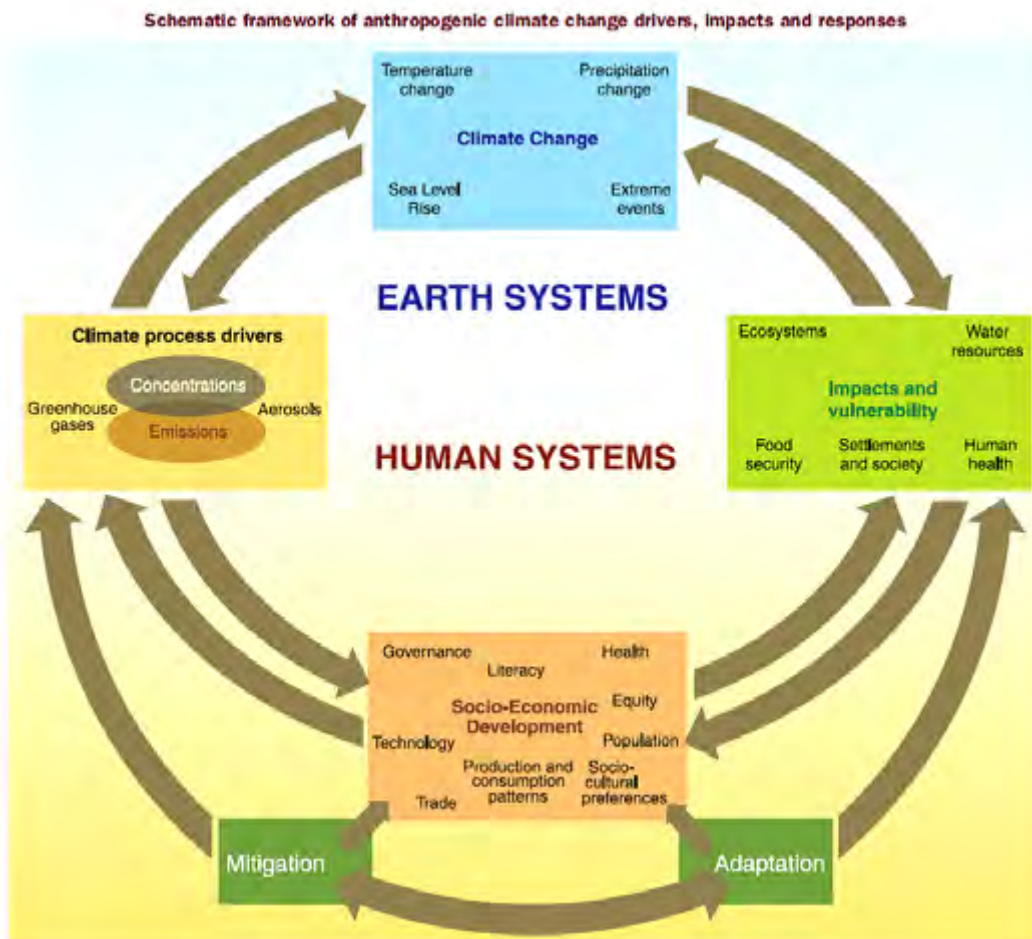 Schematic framework of anthropogenic climate change drivers, impacts and responses
Temperature
change
Precipitation
change
Climate Change
Sea Level
Rise
Extreme
events
EARTH SYSTEMS
Climate process drivers
Concentrations
Greenhouse
gases
Aerosols
Emissions
Ecosystems
Water
resources
Impacts and
vulnerability
Food
security
Settlements
and society
Human
health
HUMAN SYSTEMS
Governance
Literacy
Health
Socio-Economic
Development
Equity
Technology
Population
Production and
consumption
patterns
Socio-
cultural
preferences
Trade
Mitigation
Adaptation